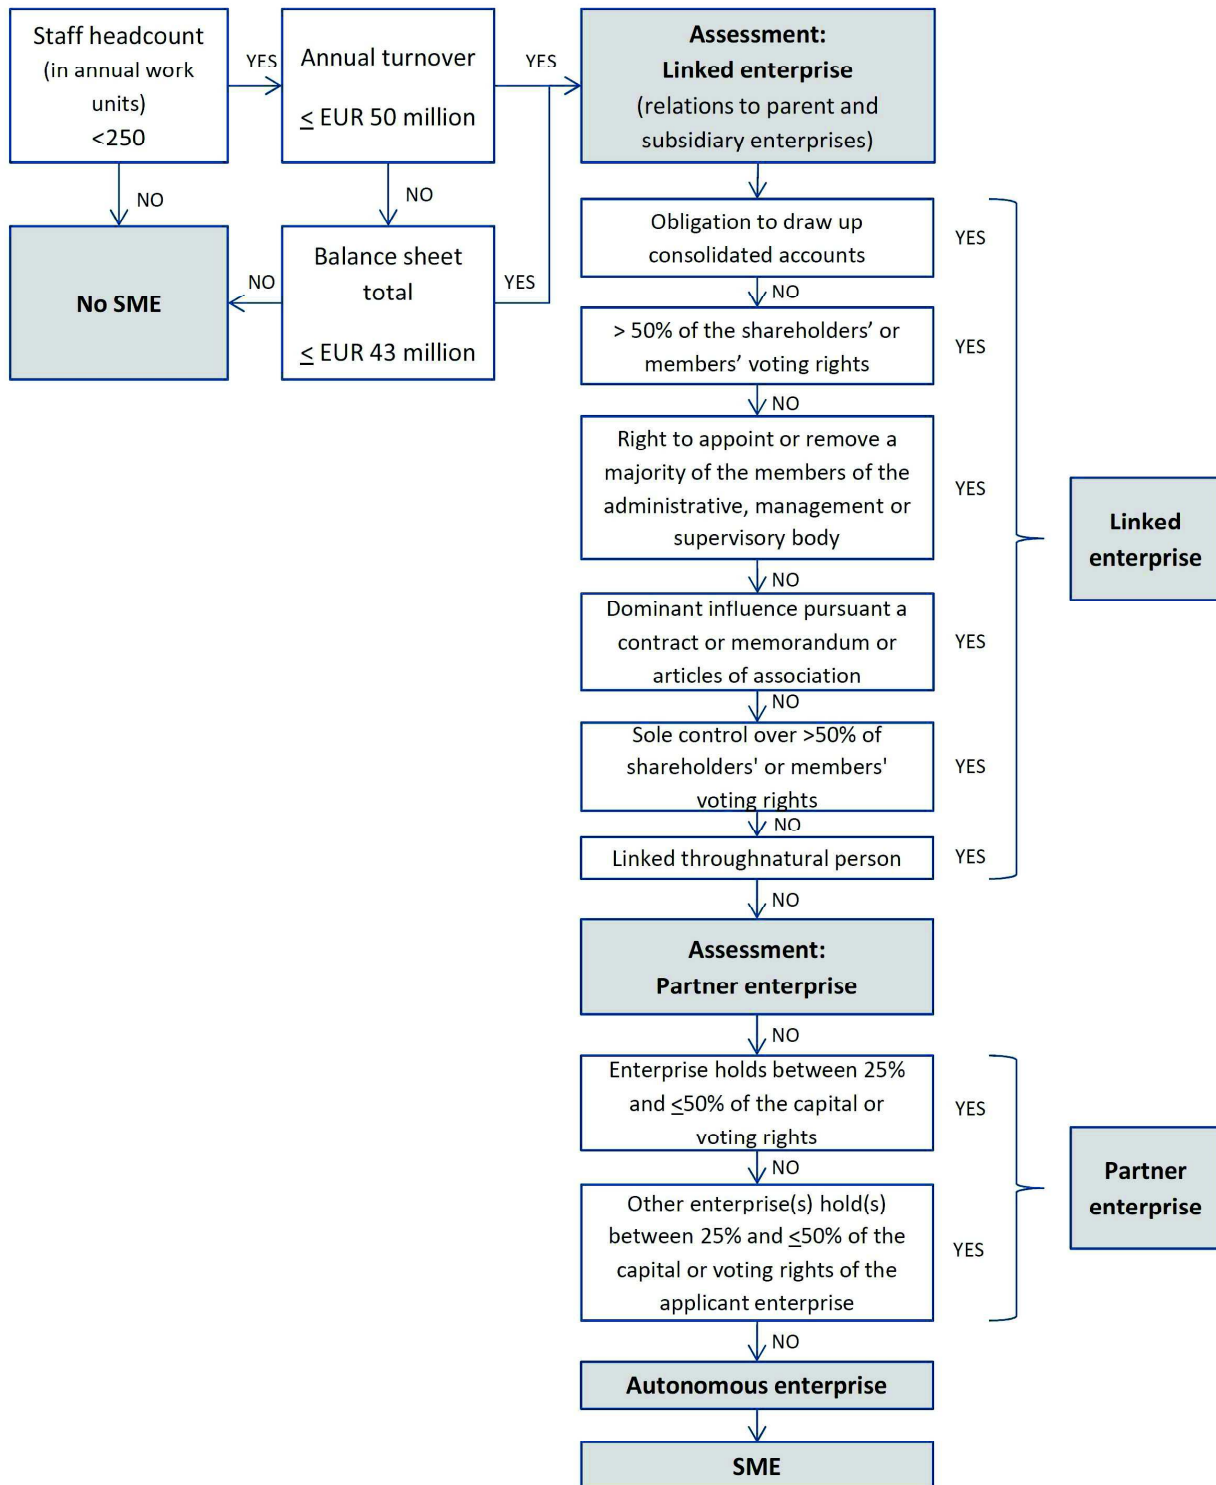 Staff headcount
(in annual work
units)
<250
YES
Annual turnover
≤ EUR 50 million
YES
Assessment:
Linked enterprise
(relations to parent and
subsidiary enterprises)
NO
NO
No SME
NO
Balance sheet
total
≤ EUR 43 million
YES
Obligation to draw up
consolidated accounts
YES
NO
> 50% of the shareholders’ or
members’ voting rights
YES
NO
Right to appoint or remove a
majority of the members of the
administrative, management or
supervisory body
YES
NO
Dominant influence pursuant a
contract or memorandum or
articles of association
YES
NO
Sole control over >50% of
shareholders' or members'
voting rights
YES
NO
Linked throughnatural person
YES
Linked
enterprise
NO
Assessment:
Partner enterprise
NO
Enterprise holds between 25%
and ≤50% of the capital or
voting rights
YES
NO
Other enterprise(s) hold(s)
between 25% and ≤50% of the
capital or voting rights of the
applicant enterprise
YES
Partner
enterprise
NO
Autonomous enterprise
SME